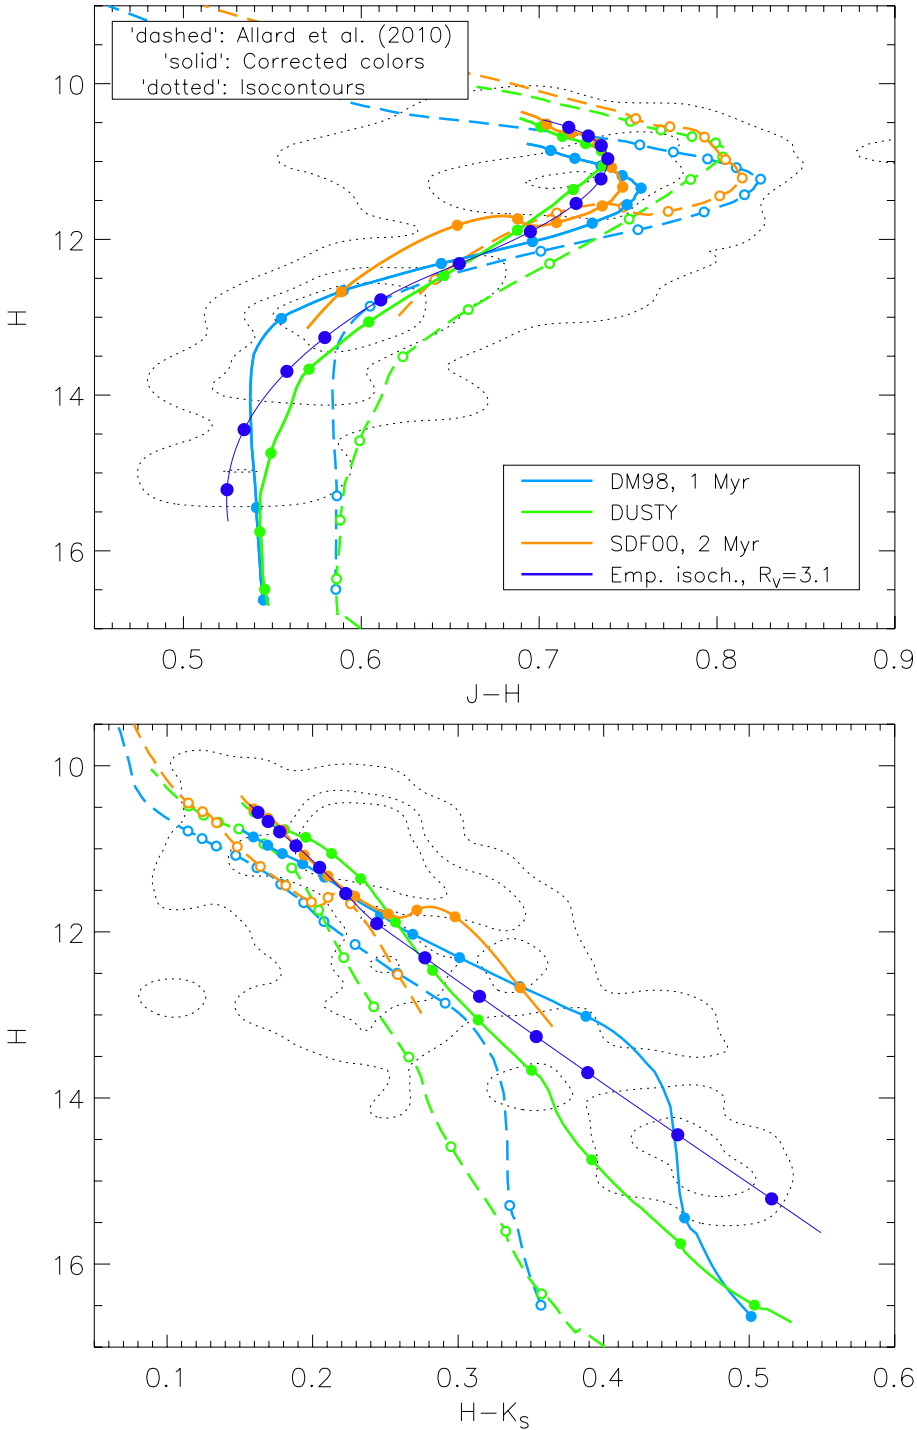 'dashed': Allard et al. (2010)
'solid': Corrected colors
'dotted': Isocontours
10
12
14
16
H
DM98, 1 Myr
DUSTY
SDF00, 2 Myr
Emp. isoch., Rv=3.1
0.5 0.6 0.7 0.8 0.9
J−H
10
12
14
16
H
0.1 0.2 0.3 0.4 0.5 0.6
H−KS